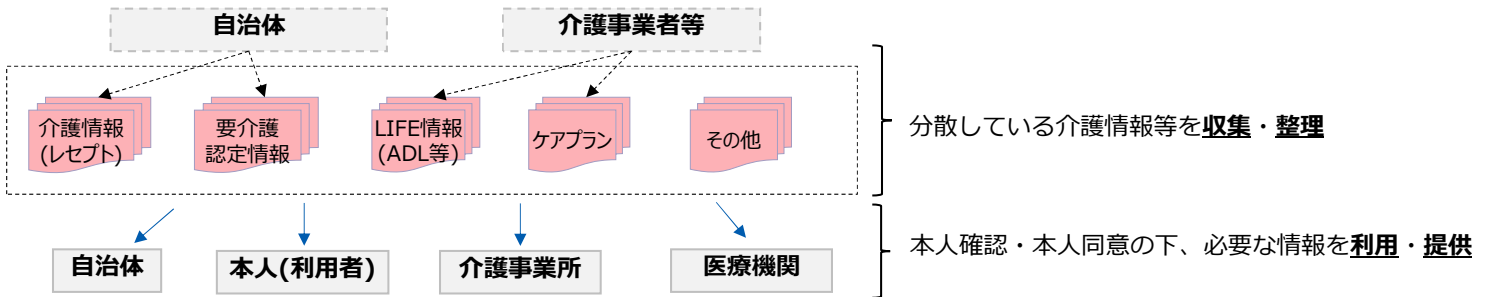 自治体
介護事業者等
介護情報
(レセプト)
要介護
認定情報
LIFE情報
(ADL等)
ケアプラン
その他
分散している介護情報等を収集・整理
自治体
本人(利用者)
介護事業所
医療機関
本人確認・本人同意の下、必要な情報を利用・提供